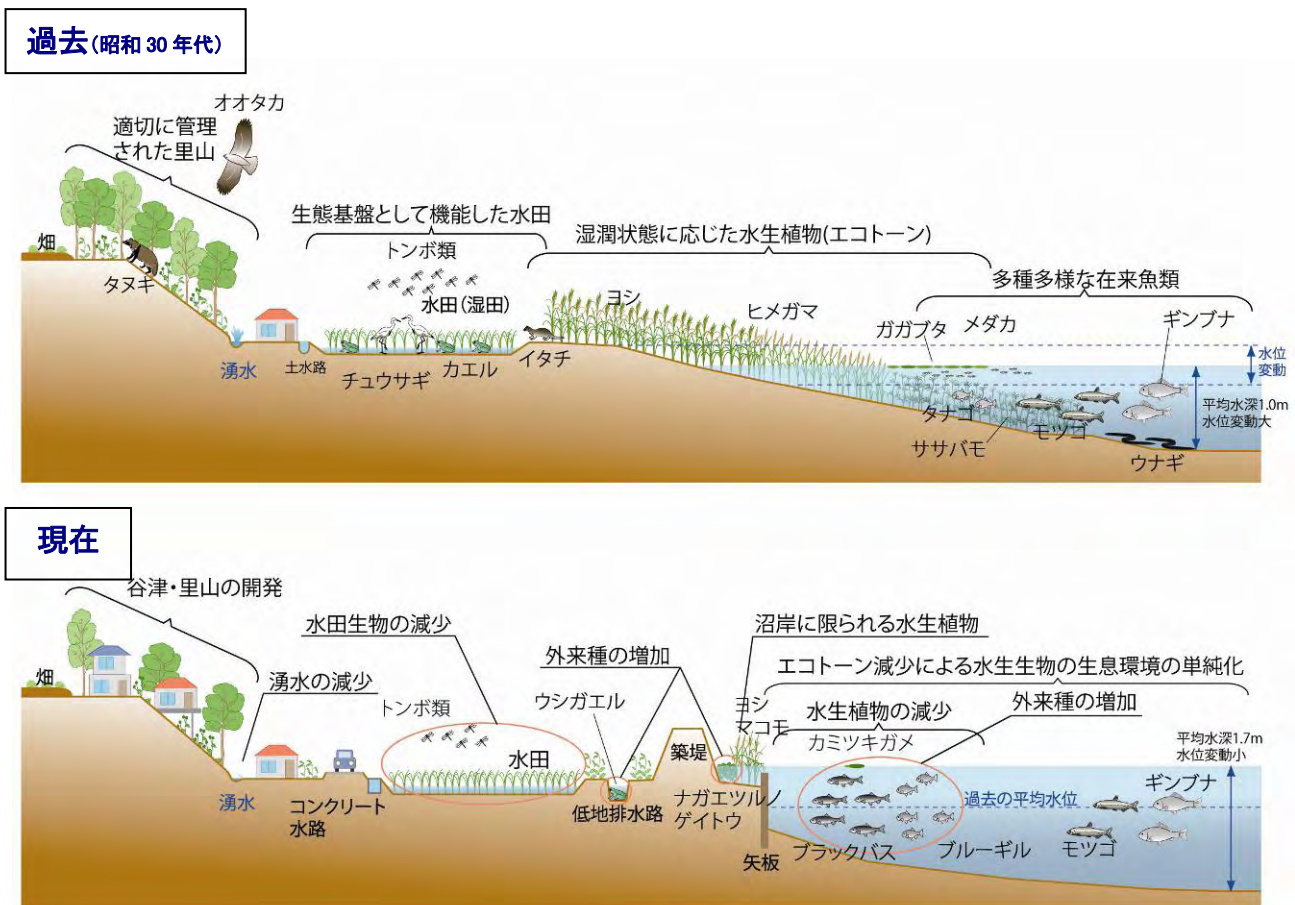 過去(昭和30年代)
オオタカ
適切に管理
された里山
生態基盤として機能した水田
湿潤状態に応じた水生植物(エコトーン)
多種多様な在来魚類
畑
タヌキ
トンボ類
水田(湿田)
ヨシ
ヒメガマ
ガガブタ
メダカ
ギンブナ
湧水
土水路
チュウサギ
カエル
イタチ
水位
変動
平均水深1.0m
水位変動大
タナゴ
ササバモ
モツゴ
ウナギ
現在
谷津・里山の開発
水田生物の減少
沼岸に限られる水生植物
外来種の増加
エコトーン減少による水生生物の生息環境の単純化
畑
湧水の減少
トンボ類
ウシガエル
ヨシ
マコモ
水生植物の減少
外来種の増加
カミツキガメ
平均水深1.7m
水位変動小
水田
築堤
湧水
コンクリート
水路
低地排水路
ナガエツルノ
ゲイトウ
過去の平均水位
ギンブナ
矢板
ブラックバス
ブルーギル
モツゴ